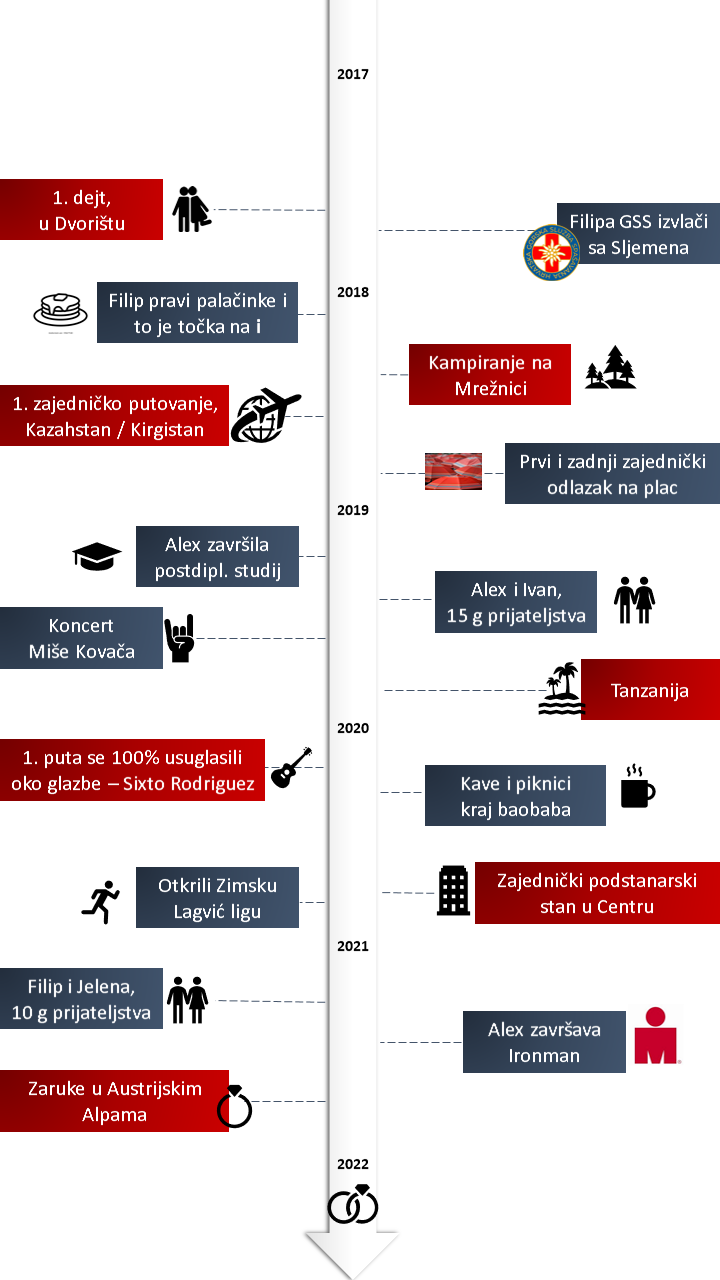 2017
1. dejt,
u Dvorištu
Filipa GSS izvlači
sa Sljemena
HRVATSKA GORSKA SLUŽBA SPAŠAVANJA
2018
Filip pravi palačinke i
to je točka na i
Kampiranje na
Mrežnici
1. zajedničko putovanje,
Kazahstan / Kirgistan
Prvi i zadnji zajednički
odlazak na plac
2019
Alex završila
postdipl. studij
Alex i Ivan,
15 g prijateljstva
Koncert
Miše Kovača
Tanzanija
2020
1. puta se 100% usuglasili
oko glazbe – Sixto Rodriguez
Kave i piknici
kraj baobaba
Otkrili Zimsku
Lagvić ligu
Zajednički podstanarski
stan u Centru
2021
Filip i Jelena,
10 g prijateljstva
Alex završava
Ironman
Zaruke u Austrijskim
Alpama
2022